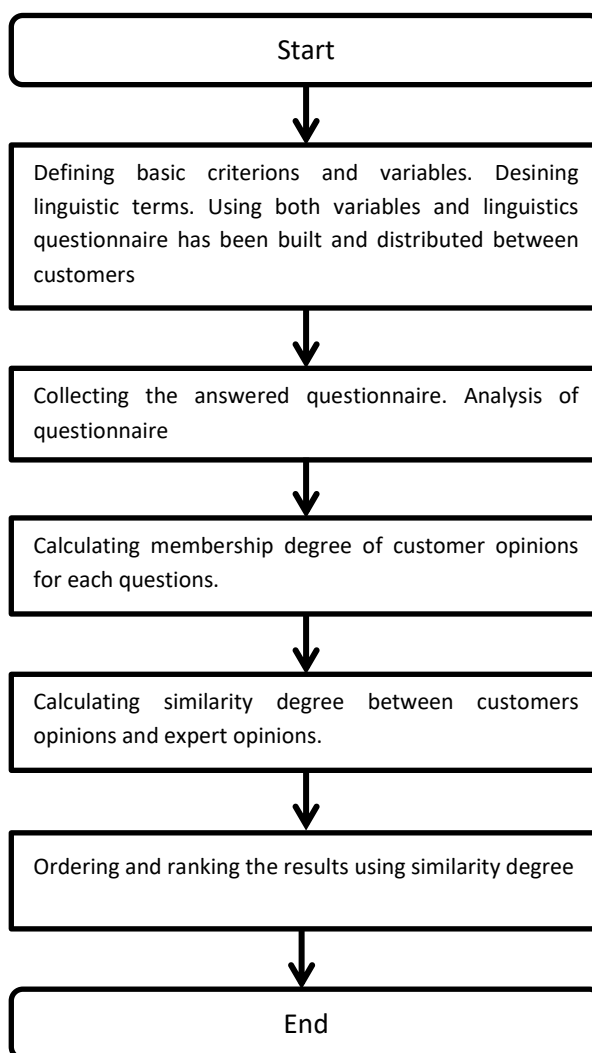 Start
Defining basic criterions and variables. Desining
linguistic terms. Using both variables and linguistics
questionnaire has been built and distributed between
customers
Collecting the answered questionnaire. Analysis of
questionnaire
Calculating membership degree of customer opinions
for each questions.
Calculating similarity degree between customers
opinions and expert opinions.
Ordering and ranking the results using similarity degree
End